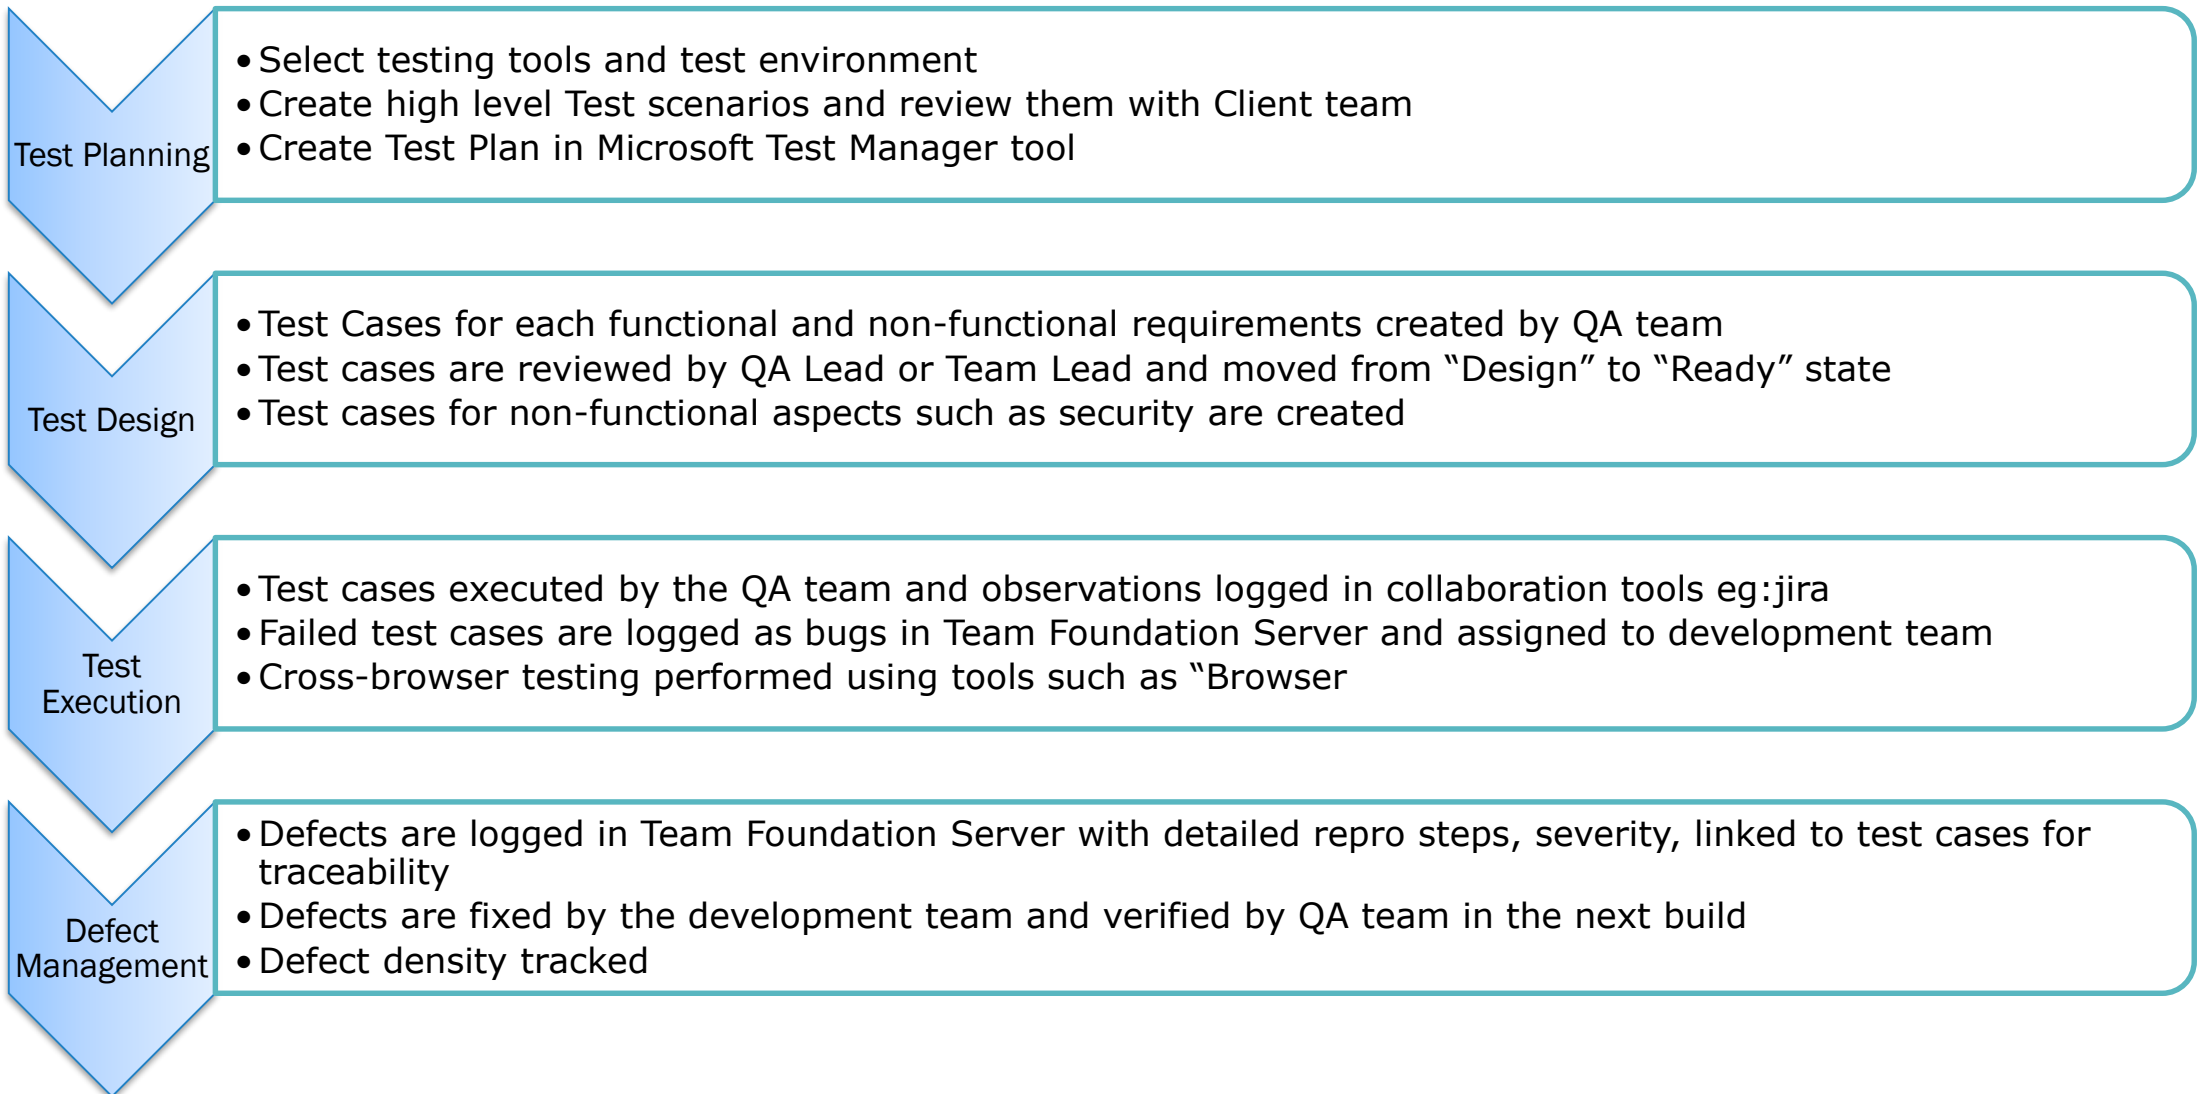 Test Planning
• Select testing tools and test environment
• Create high level Test scenarios and review them with Client team
• Create Test Plan in Microsoft Test Manager tool
Test Design
• Test Cases for each functional and non-functional requirements created by QA team
• Test cases are reviewed by QA Lead or Team Lead and moved from “Design” to “Ready” state
• Test cases for non-functional aspects such as security are created
Test
Execution
• Test cases executed by the QA team and observations logged in collaboration tools eg:jira
• Failed test cases are logged as bugs in Team Foundation Server and assigned to development team
• Cross-browser testing performed using tools such as “Browser
Defect
Management
• Defects are logged in Team Foundation Server with detailed repro steps, severity, linked to test cases for
traceability
• Defects are fixed by the development team and verified by QA team in the next build
• Defect density tracked